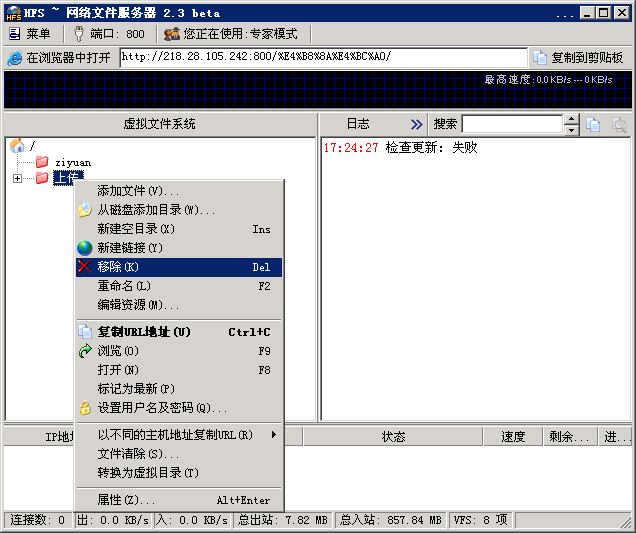 HFS ~ 网络文件服务器 2.3 beta ...
菜单 端口: 800 您正在使用:专家模式
在浏览器中打开 http://218.28.105.242:800/%E4%B8%8A%E4%BC%A0/ 复制到剪贴板
最高速度:0.0 KB/s --- 0 KB/s
虚拟文件系统 日志 搜索
/
17:24:27 检查更新: 失败
ziyuan
上传
添加文件(V)...
从磁盘添加目录(W)...
新建空目录(X) Ins
新建链接(Y)
移除(K) Del
重命名(L) F2
编辑资源(M)...
复制URL地址(U) Ctrl+C
浏览(O) F9
打开(N) F8
标记为最新(P)
设置用户名及密码(Q)...
以不同的主机地址复制URL(R)
文件清除(S)...
转换为虚拟目录(T)
属性(Z)... Alt+Enter
IP地 状态 速度 剩余... 进...
连接数: 0 出: 0.0 KB/s 入: 0.0 KB/s 总出站: 7.82 MB 总入站: 857.84 MB VFS: 8 项